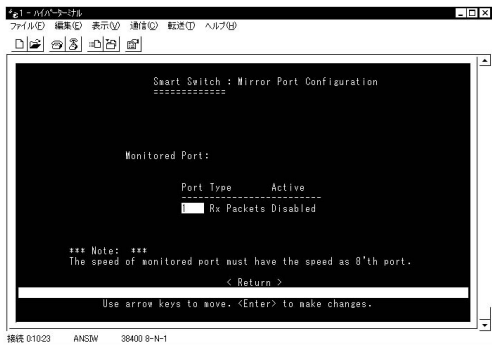 e1 - ハイパーターミナル
ファイル(F) 編集(E) 表示(V) 通信(C) 転送(T) ヘルプ(H)
Smart Switch : Mirror Port Configuration
=============
Monitored Port:
Port Type Active
------------------------
1 Rx Packets Disabled
*** Note: ***
The speed of monitored port must have the speed as 8'th port.
< Return >
Use arrow keys to move. <Enter> to make changes.
接続 0:10:23 ANSIW 38400 8-N-1